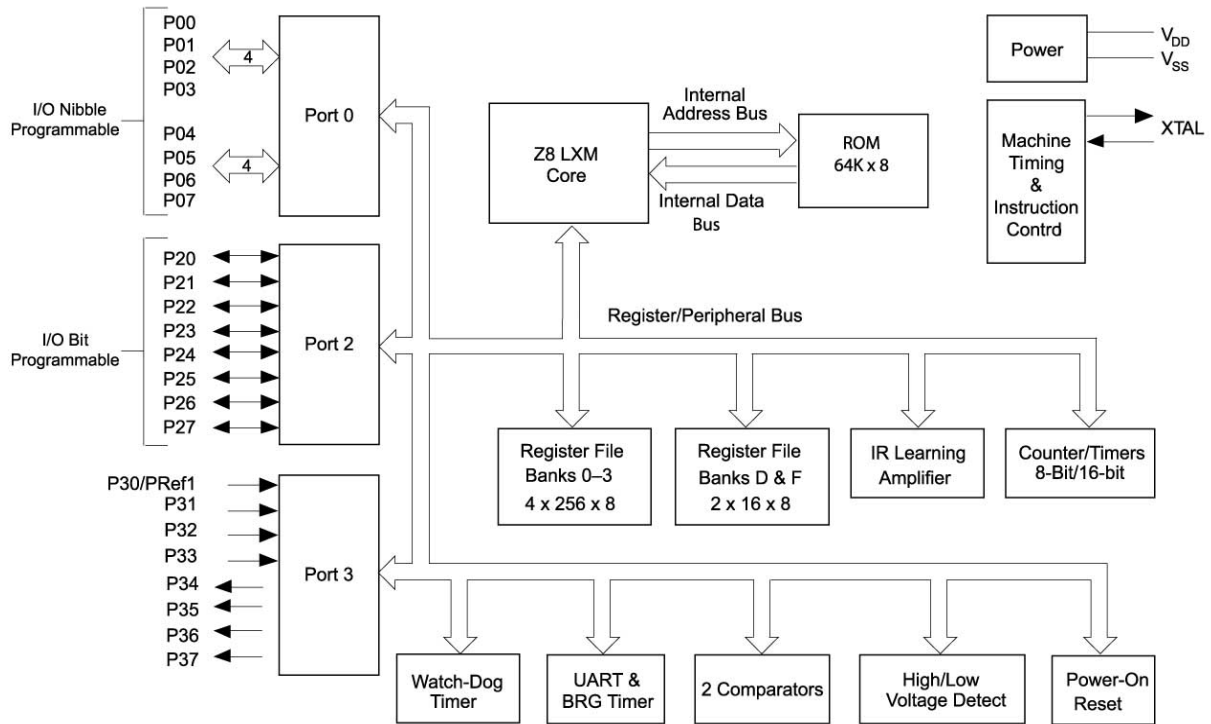 P00
P01
P02
P03
4
I/O Nibble
Programmable
P04
P05
P06
P07
4
Port 0
Z8 LXM
Core
Internal
Address Bus
Internal Data
Bus
ROM
64K x 8
Power
VDD
VSS
Machine
Timing
&
Instruction
Contrd
XTAL
I/O Bit
Programmable
P20
P21
P22
P23
P24
P25
P26
P27
Port 2
Register/Peripheral Bus
Register File
Banks 0–3
4 x 256 x 8
Register File
Banks D & F
2 x 16 x 8
IR Learning
Amplifier
Counter/Timers
8-Bit/16-bit
P30/PRef1
P31
P32
P33
P34
P35
P36
P37
Port 3
Watch-Dog
Timer
UART &
BRG Timer
2 Comparators
High/Low
Voltage Detect
Power-On
Reset